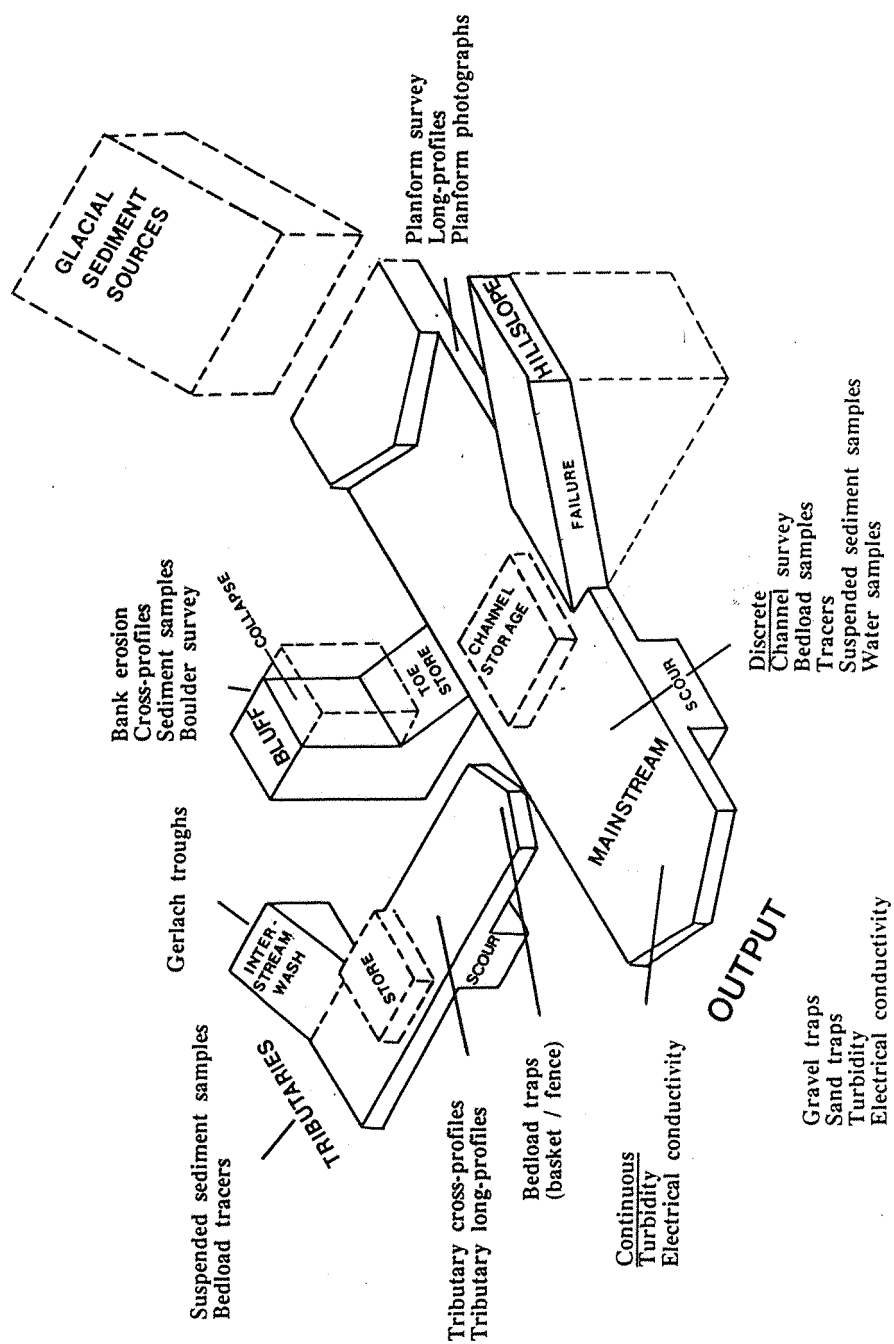 Suspended sediment samples
Bedload tracers
TRIBUTARIES
Gerlach troughs
INTER-
STREAM
WASH
STORE
SCOUR
Tributary cross-profiles
Tributary long-profiles
Bedload traps
(basket / fence)
Bank erosion
Cross-profiles
Sediment samples
Boulder survey
BLUFF
COLLAPSE
TOE
STORE
GLACIAL
SEDIMENT
SOURCES
Planform survey
Long-profiles
Planform photographs
HILLSLOPE
FAILURE
CHANNEL
STORAGE
MAINSTREAM
SCOUR
Discrete
Channel survey
Bedload samples
Tracers
Suspended sediment samples
Water samples
Continuous
Turbidity
Electrical conductivity
OUTPUT
Gravel traps
Sand traps
Turbidity
Electrical conductivity